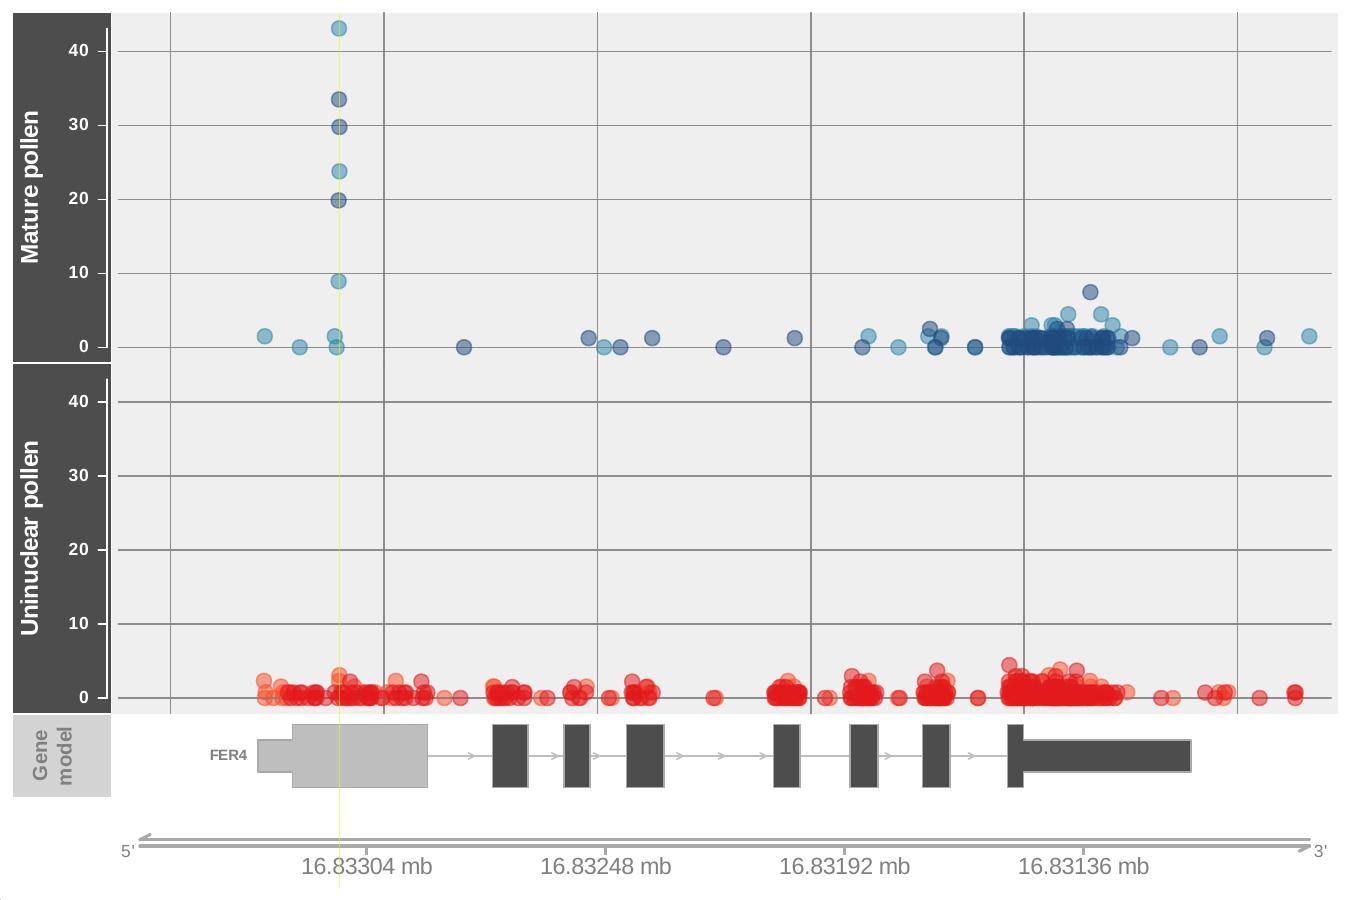 Mature pollen
40
30
20
10
0
Uninuclear pollen
40
30
20
10
0
Gene
model
FER4
5'
3'
16.83304 mb
16.83248 mb
16.83192 mb
16.83136 mb